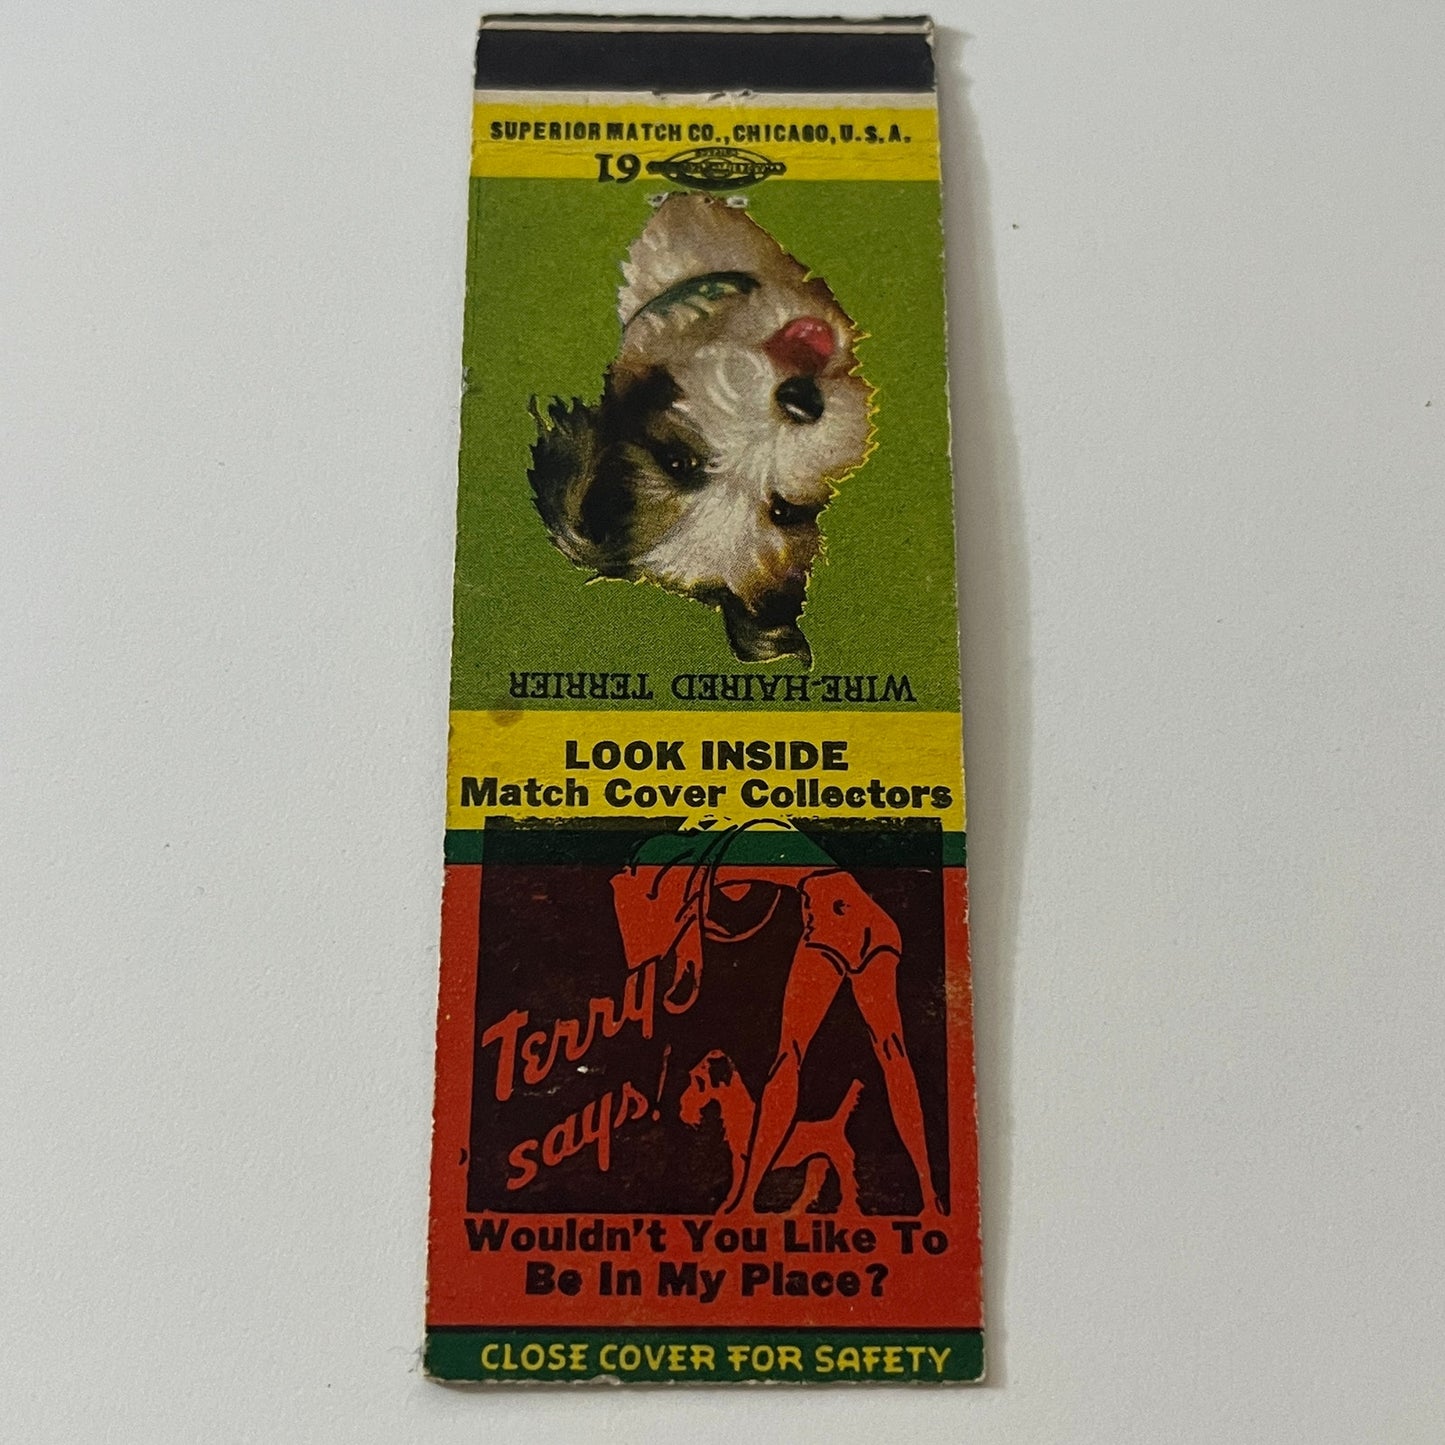 SUPERIOR MATCH CO., CHICAGO, U.S.A.
61
WIRE-HAIRED TERRIER
LOOK INSIDE
Match Cover Collectors
Terry
says!
Wouldn't You Like To
Be In My Place?
CLOSE COVER FOR SAFETY